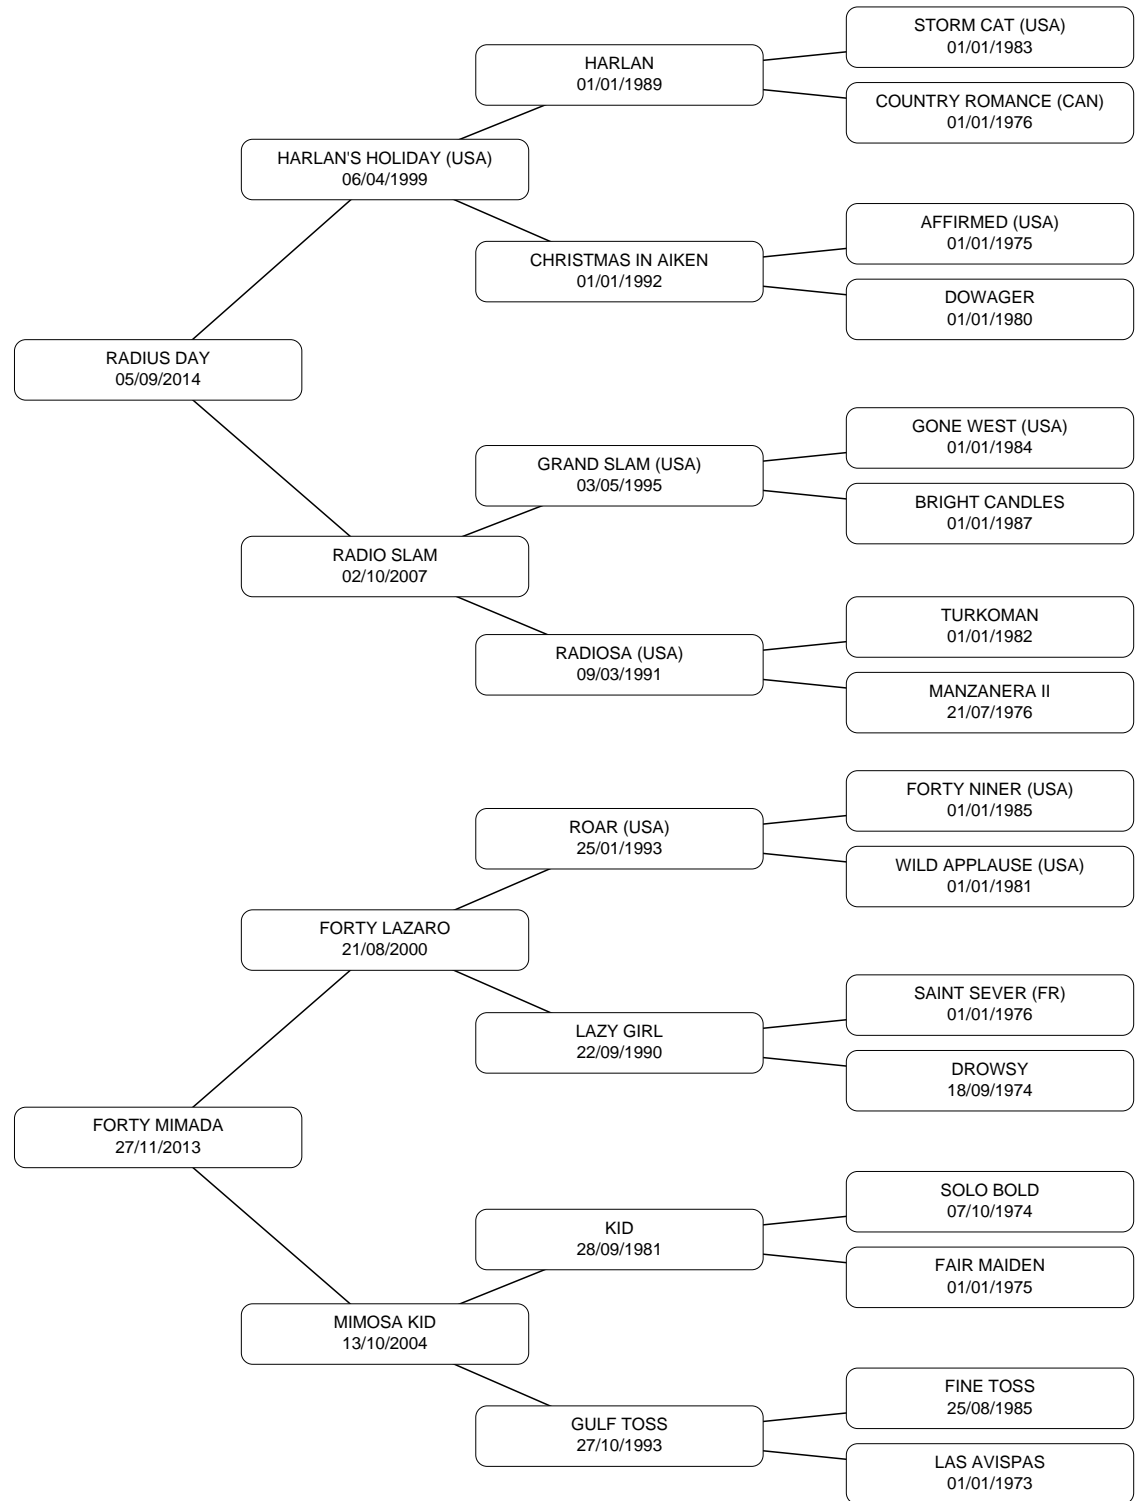 STORM CAT (USA)
01/01/1983
HARLAN
01/01/1989
COUNTRY ROMANCE (CAN)
01/01/1976
HARLAN'S HOLIDAY (USA)
06/04/1999
AFFIRMED (USA)
01/01/1975
CHRISTMAS IN AIKEN
01/01/1992
DOWAGER
01/01/1980
RADIUS DAY
05/09/2014
GONE WEST (USA)
01/01/1984
GRAND SLAM (USA)
03/05/1995
BRIGHT CANDLES
01/01/1987
RADIO SLAM
02/10/2007
TURKOMAN
01/01/1982
RADIOSA (USA)
09/03/1991
MANZANERA II
21/07/1976
FORTY NINER (USA)
01/01/1985
ROAR (USA)
25/01/1993
WILD APPLAUSE (USA)
01/01/1981
FORTY LAZARO
21/08/2000
SAINT SEVER (FR)
01/01/1976
LAZY GIRL
22/09/1990
DROWSY
18/09/1974
FORTY MIMADA
27/11/2013
SOLO BOLD
07/10/1974
KID
28/09/1981
FAIR MAIDEN
01/01/1975
MIMOSA KID
13/10/2004
FINE TOSS
25/08/1985
GULF TOSS
27/10/1993
LAS AVISPAS
01/01/1973